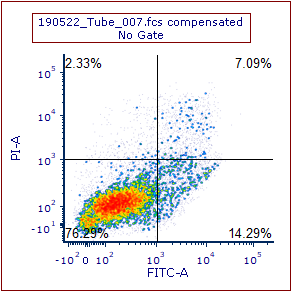 190522_Tube_007.fcs compensated
No Gate
2.33% 7.09%
10^5
10^4
PI-A
10^3
10^2
-10^1
76.29% 14.29%
-10^2 0 10^2 10^3 10^4 10^5
FITC-A